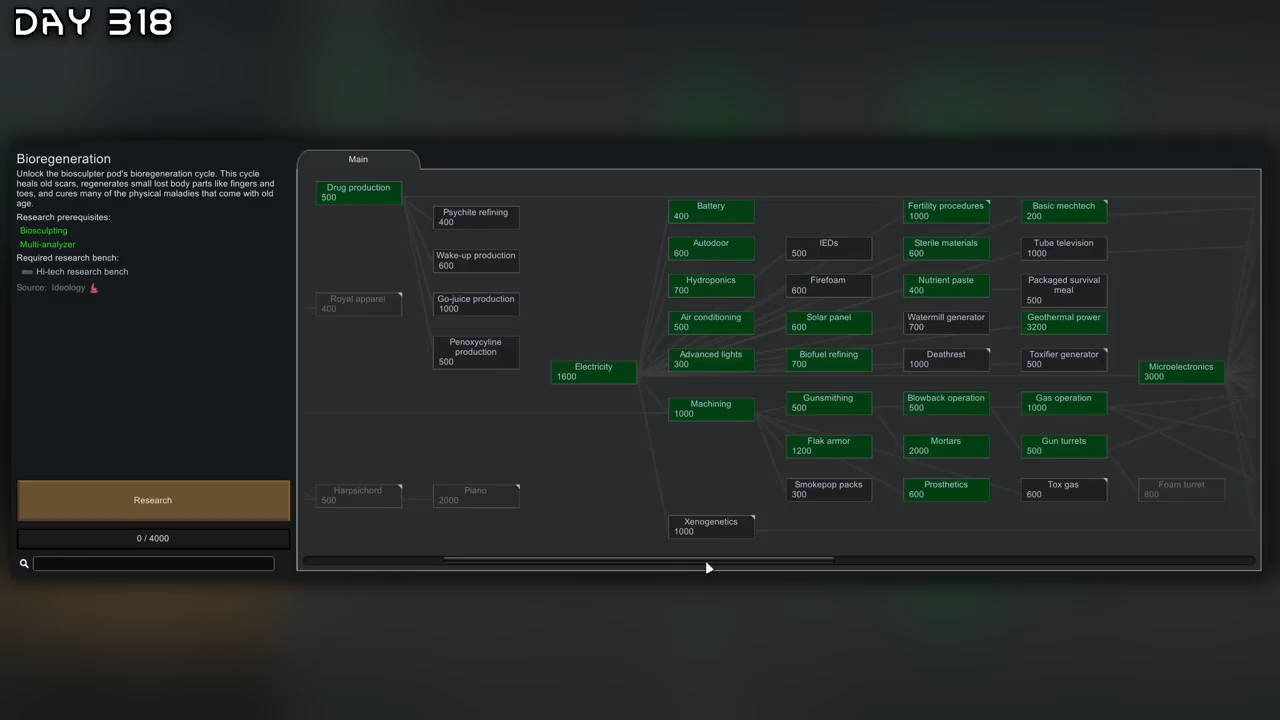 DAY 318
Bioregeneration
Unlock the biosculpter pod's bioregeneration cycle. This cycle
heals old scars, regenerates small lost body parts like fingers and
toes, and cures many of the physical maladies that come with old
age.
Research prerequisites:
Biosculpting
Multi-analyzer
Required research bench:
Hi-tech research bench
Source: Ideology
Research
0 / 4000
Main
Drug production
500
Royal apparel
400
Harpsichord
500
Psychite refining
400
Wake-up production
600
Go-juice production
1000
Penoxycyline
production
500
Piano
2000
Electricity
1600
Battery
400
Autodoor
600
Hydroponics
700
Air conditioning
500
Advanced lights
300
Machining
1000
Xenogenetics
1000
IEDs
500
Firefoam
600
Solar panel
600
Biofuel refining
700
Gunsmithing
500
Flak armor
1200
Smokepop packs
300
Fertility procedures
1000
Sterile materials
600
Nutrient paste
400
Watermill generator
700
Deathrest
1000
Blowback operation
500
Mortars
2000
Prosthetics
600
Basic mechtech
200
Tube television
1000
Packaged survival
meal
500
Geothermal power
3200
Toxifier generator
500
Gas operation
1000
Gun turrets
500
Tox gas
600
Microelectronics
3000
Foam turret
800